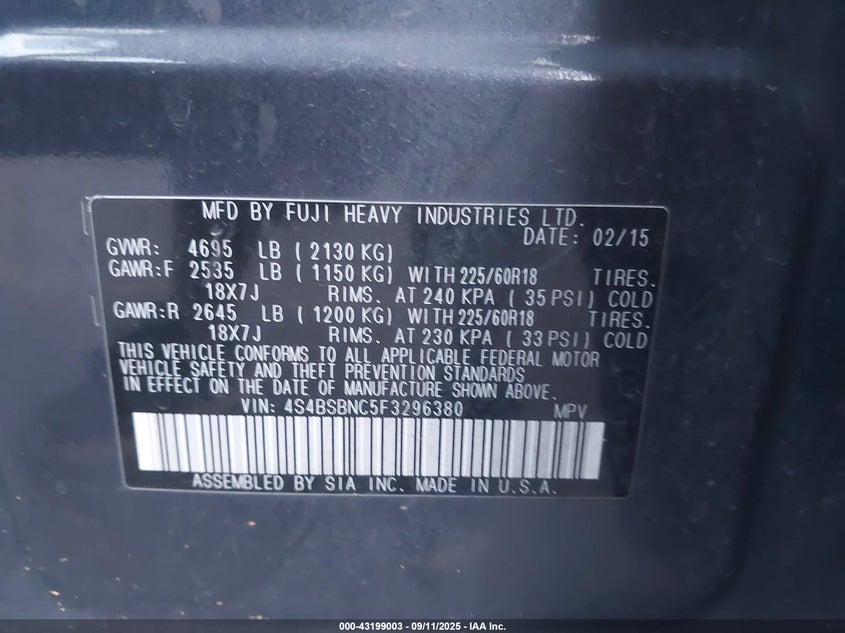 MFD BY FUJI HEAVY INDUSTRIES LTD.
DATE: 02/15
GVWR: 4695 LB ( 2130 KG)
GAWR:F 2535 LB ( 1150 KG) WITH 225/60R18 TIRES.
18X7J RIMS. AT 240 KPA ( 35 PSI) COLD
GAWR:R 2645 LB ( 1200 KG) WITH 225/60R18 TIRES.
18X7J RIMS. AT 230 KPA ( 33 PSI) COLD
THIS VEHICLE CONFORMS TO ALL APPLICABLE FEDERAL MOTOR
VEHICLE SAFETY AND THEFT PREVENTION STANDARDS
IN EFFECT ON THE DATE OF MANUFACTURE SHOWN ABOVE.
VIN: 4S4BSBNC5F3296380 MPV
ASSEMBLED BY SIA INC. MADE IN U.S.A.
000-43199003 - 09/11/2025 - IAA Inc.